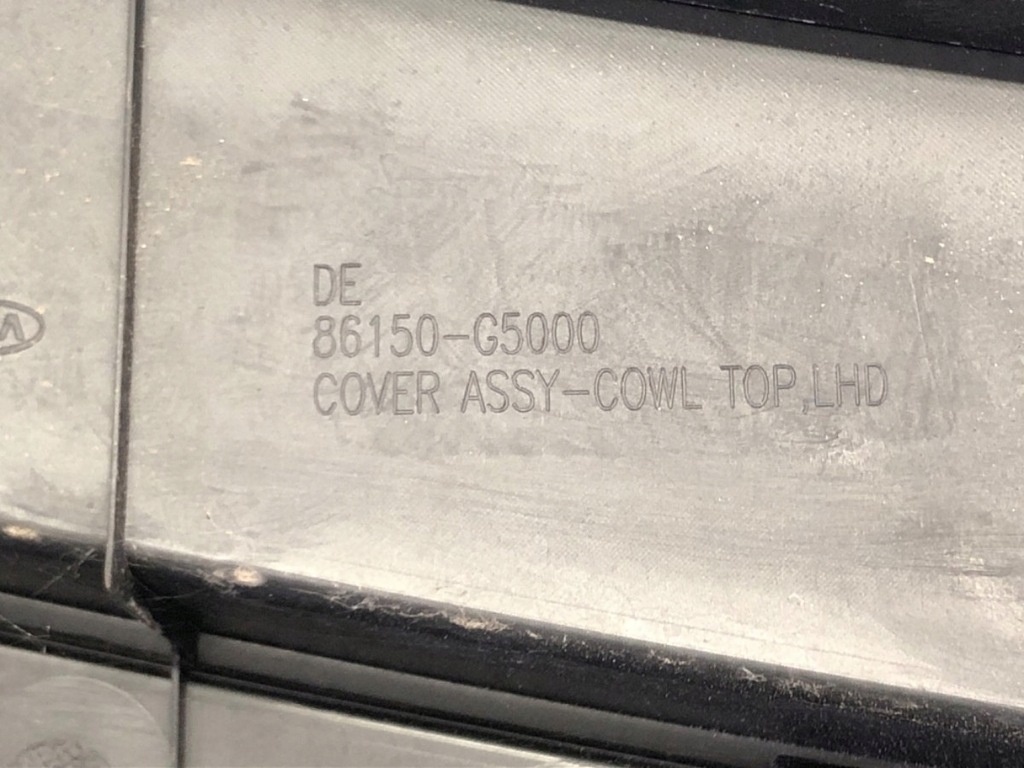 DE
86150-G5000
COVER ASSY-COWL TOP,LHD